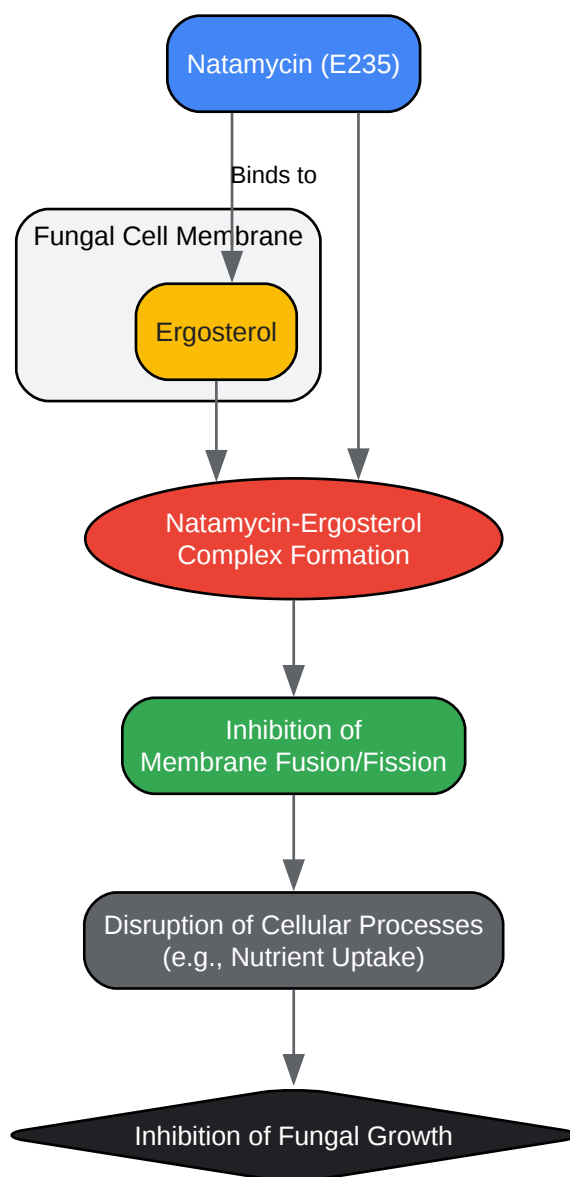 Natamycin (E235)
Binds to
Fungal Cell Membrane
Ergosterol
Natamycin-Ergosterol
Complex Formation
Inhibition of
Membrane Fusion/Fission
Disruption of Cellular Processes
(e.g., Nutrient Uptake)
Inhibition of Fungal Growth